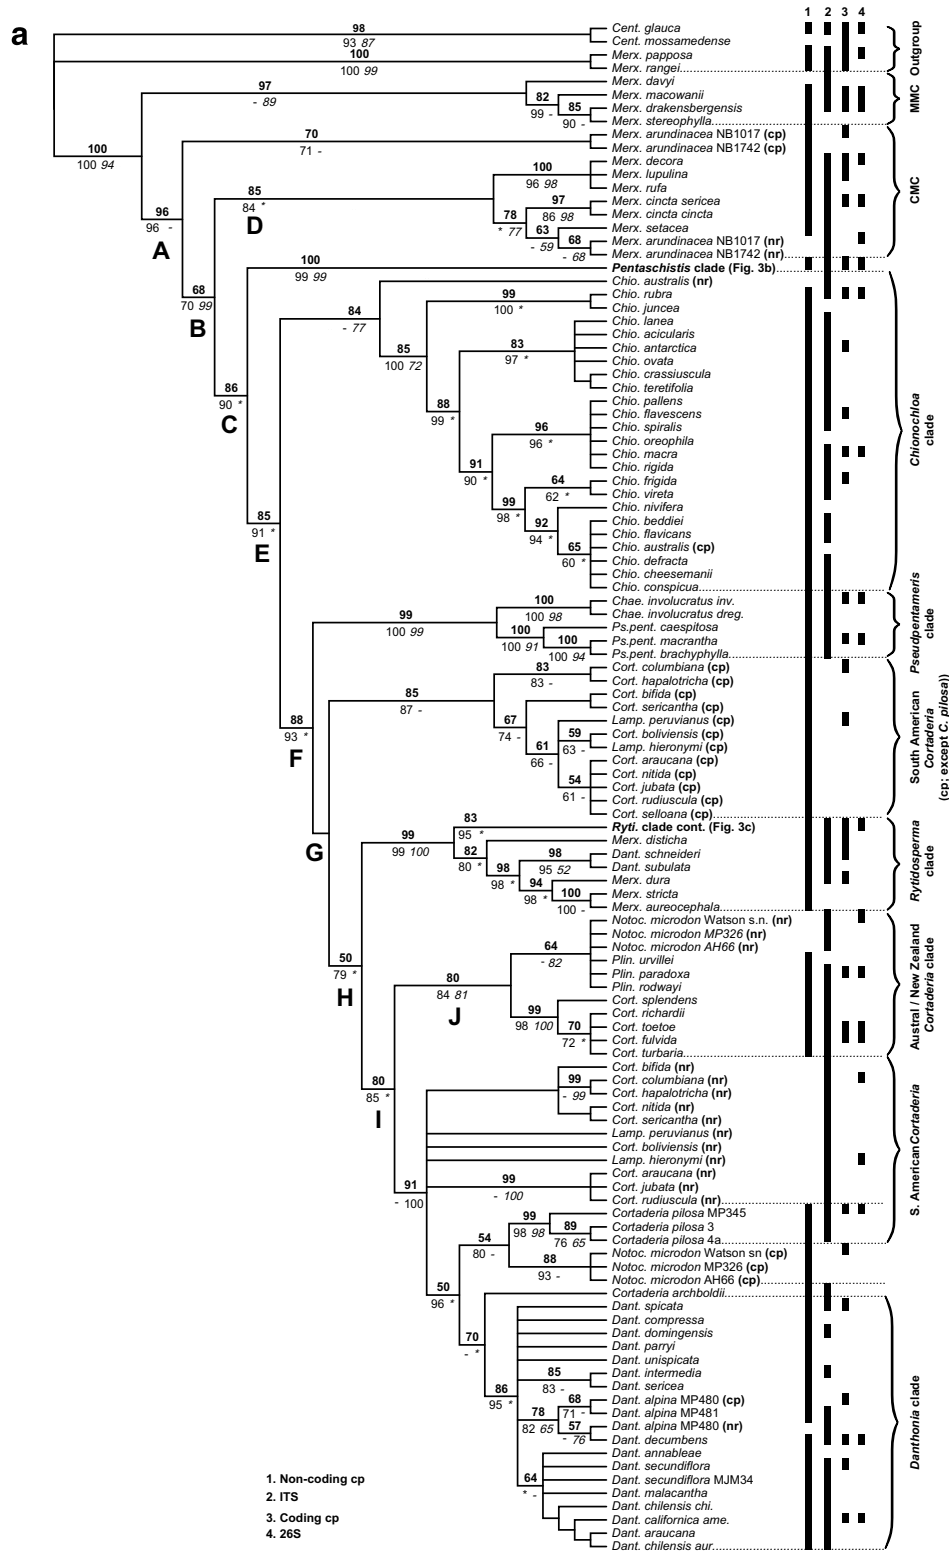 a
1 2 3 4
98
93 87
Cent. glauca
Cent. mossamedense
100
100 99
Merx. papposa
Merx. rangei
Outgroup
97
- 89
Merx. davyi
82
99 -
Merx. macowanii
85
90 -
Merx. drakensbergensis
Merx. stereophylla
MMC
100
100 94
70
71 -
Merx. arundinacea NB1017 (cp)
Merx. arundinacea NB1742 (cp)
96
96 -
A
85
84 *
D
100
96 98
Merx. decora
Merx. lupulina
Merx. rufa
78
* 77
97
86 98
Merx. cincta sericea
Merx. cincta cincta
63
- 59
Merx. setacea
68
- 68
Merx. arundinacea NB1017 (nr)
Merx. arundinacea NB1742 (nr)
CMC
68
70 99
B
100
99 99
Pentaschistis clade (Fig. 3b)
86
90 *
C
84
- 77
Chio. australis (nr)
99
100 *
Chio. rubra
Chio. juncea
85
100 72
83
97 *
Chio. lanea
Chio. acicularis
Chio. antarctica
Chio. ovata
Chio. crassiuscula
Chio. teretifolia
88
99 *
96
96 *
Chio. pallens
Chio. flavescens
Chio. spiralis
Chio. oreophila
Chio. macra
Chio. rigida
91
90 *
64
62 *
Chio. frigida
Chio. vireta
99
98 *
92
94 *
Chio. nivifera
65
60 *
Chio. beddiei
Chio. flavicans
Chio. australis (cp)
Chio. defracta
Chio. cheesemanii
Chio. conspicua
Chionochloa
clade
85
91 *
E
99
100 99
100
100 98
Chae. involucratus inv.
Chae. involucratus dreg.
100
100 91
Ps.pent. caespitosa
100
100 94
Ps.pent. macrantha
Ps.pent. brachyphylla
Pseudpentameris
clade
88
93 *
F
85
87 -
83
83 -
Cort. columbiana (cp)
Cort. hapalotricha (cp)
67
74 -
Cort. bifida (cp)
Cort. sericantha (cp)
61
66 -
Lamp. peruvianus (cp)
59
63 -
Cort. boliviensis (cp)
Lamp. hieronymi (cp)
54
61 -
Cort. araucana (cp)
Cort. nitida (cp)
Cort. jubata (cp)
Cort. rudiuscula (cp)
Cort. selloana (cp)
South American
Cortaderia
(cp; except C. pilosa))
G
99
99 100
83
95 *
Ryti. clade cont. (Fig. 3c)
82
80 *
Merx. disticha
98
98 *
98
95 52
Dant. schneideri
Dant. subulata
94
98 *
Merx. dura
100
100 -
Merx. stricta
Merx. aureocephala
Rytidosperma
clade
50
79 *
H
80
84 81
J
64
- 82
Notoc. microdon Watson s.n. (nr)
Notoc. microdon MP326 (nr)
Notoc. microdon AH66 (nr)
Plin. urvillei
Plin. paradoxa
Plin. rodwayi
99
98 100
Cort. splendens
70
72 *
Cort. richardii
Cort. toetoe
Cort. fulvida
Cort. turbaria
Austral / New Zealand
Cortaderia clade
80
85 *
I
Cort. bifida (nr)
99
- 99
Cort. columbiana (nr)
Cort. hapalotricha (nr)
Cort. nitida (nr)
Cort. sericantha (nr)
Lamp. peruvianus (nr)
Cort. boliviensis (nr)
Lamp. hieronymi (nr)
99
- 100
Cort. araucana (nr)
Cort. jubata (nr)
Cort. rudiuscula (nr)
91
- 100
54
80 -
99
98 98
Cortaderia pilosa MP345
89
76 65
Cortaderia pilosa 3
Cortaderia pilosa 4a
S. American Cortaderia
88
93 -
Notoc. microdon Watson sn (cp)
Notoc. microdon MP326 (cp)
Notoc. microdon AH66 (cp)
50
96 *
70
- *
Cortaderia archboldii
86
95 *
Dant. spicata
Dant. compressa
Dant. domingensis
Dant. parryi
Dant. unispicata
85
83 -
Dant. intermedia
Dant. sericea
78
82 65
68
71 -
Dant. alpina MP480 (cp)
Dant. alpina MP481
57
- 76
Dant. alpina MP480 (nr)
Dant. decumbens
64
* -
Dant. annableae
Dant. secundiflora
Dant. secundiflora MJM34
Dant. malacantha
Dant. chilensis chi.
Dant. californica ame.
Dant. araucana
Dant. chilensis aur.
Danthonia clade
1. Non-coding cp
2. ITS
3. Coding cp
4. 26S